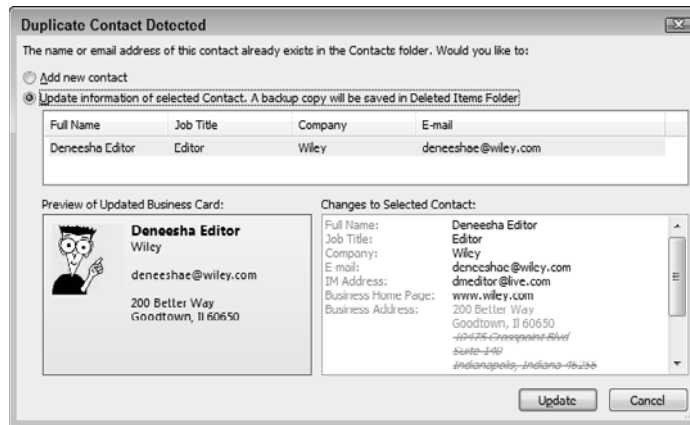 Duplicate Contact Detected
The name or email address of this contact already exists in the Contacts folder. Would you like to:
Add new contact
Update information of selected Contact. A backup copy will be saved in Deleted Items Folder
Full Name Job Title Company E-mail
Deneesha Editor Editor Wiley deneeshae@wiley.com
Preview of Updated Business Card:
Changes to Selected Contact:
Deneesha Editor
Wiley
deneeshae@wiley.com
200 Better Way
Goodtown, Il 60650
Full Name: Deneesha Editor
Job Title: Editor
Company: Wiley
E-mail: deneeshae@wiley.com
IM Address: dmeditor@live.com
Business Home Page: www.wiley.com
Business Address: 200 Better Way
Goodtown, Il 60650
10475 Crosspoint Blvd
Suite 140
Indianapolis, Indiana 46256
Update Cancel